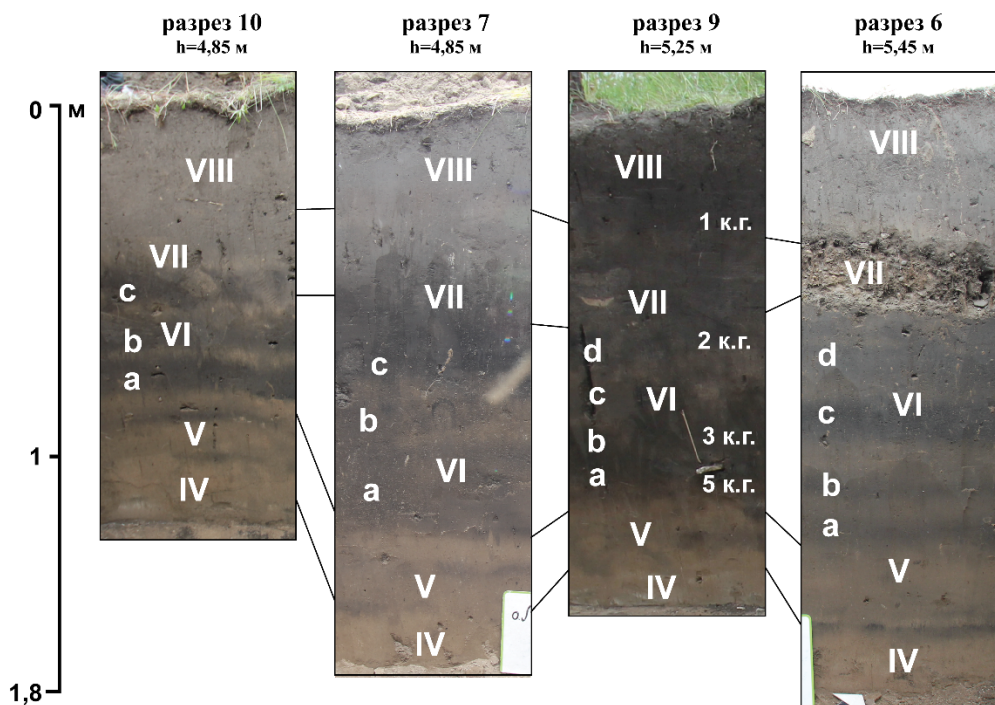 разрез 10
h=4,85 м
разрез 7
h=4,85 м
разрез 9
h=5,25 м
разрез 6
h=5,45 м
0 м
1
1,8
VIII
VII
c
VI
b
a
V
IV
VIII
VII
c
b
VI
a
V
IV
VIII
1 к.г.
VII
2 к.г.
d
c
VI
b
3 к.г.
a
5 к.г.
V
IV
VIII
VII
d
VI
c
b
a
V
IV